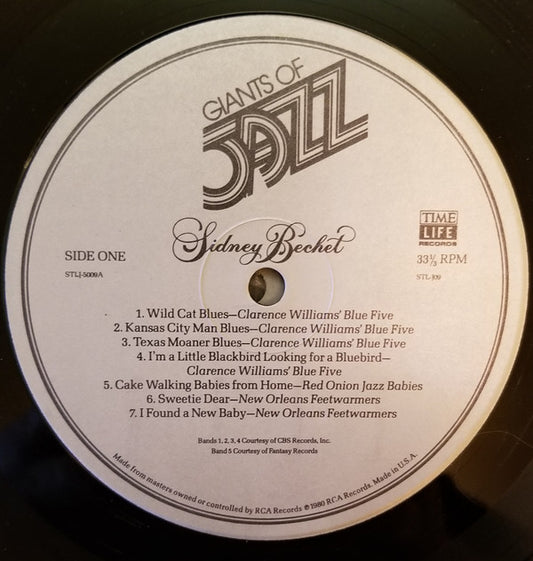 GIANTS OF
JAZZ
Sidney Bechet
SIDE ONE
STLJ-5009A
TIME
LIFE
RECORDS
33⅓ RPM
STL-J09
1. Wild Cat Blues—Clarence Williams' Blue Five
2. Kansas City Man Blues—Clarence Williams' Blue Five
3. Texas Moaner Blues—Clarence Williams' Blue Five
4. I'm a Little Blackbird Looking for a Bluebird—
Clarence Williams' Blue Five
5. Cake Walking Babies from Home—Red Onion Jazz Babies
6. Sweetie Dear—New Orleans Feetwarmers
7. I Found a New Baby—New Orleans Feetwarmers
Bands 1, 2, 3, 4 Courtesy of CBS Records, Inc.
Band 5 Courtesy of Fantasy Records
Made from masters owned or controlled by RCA Records ℗1980 RCA Records. Made in U.S.A.